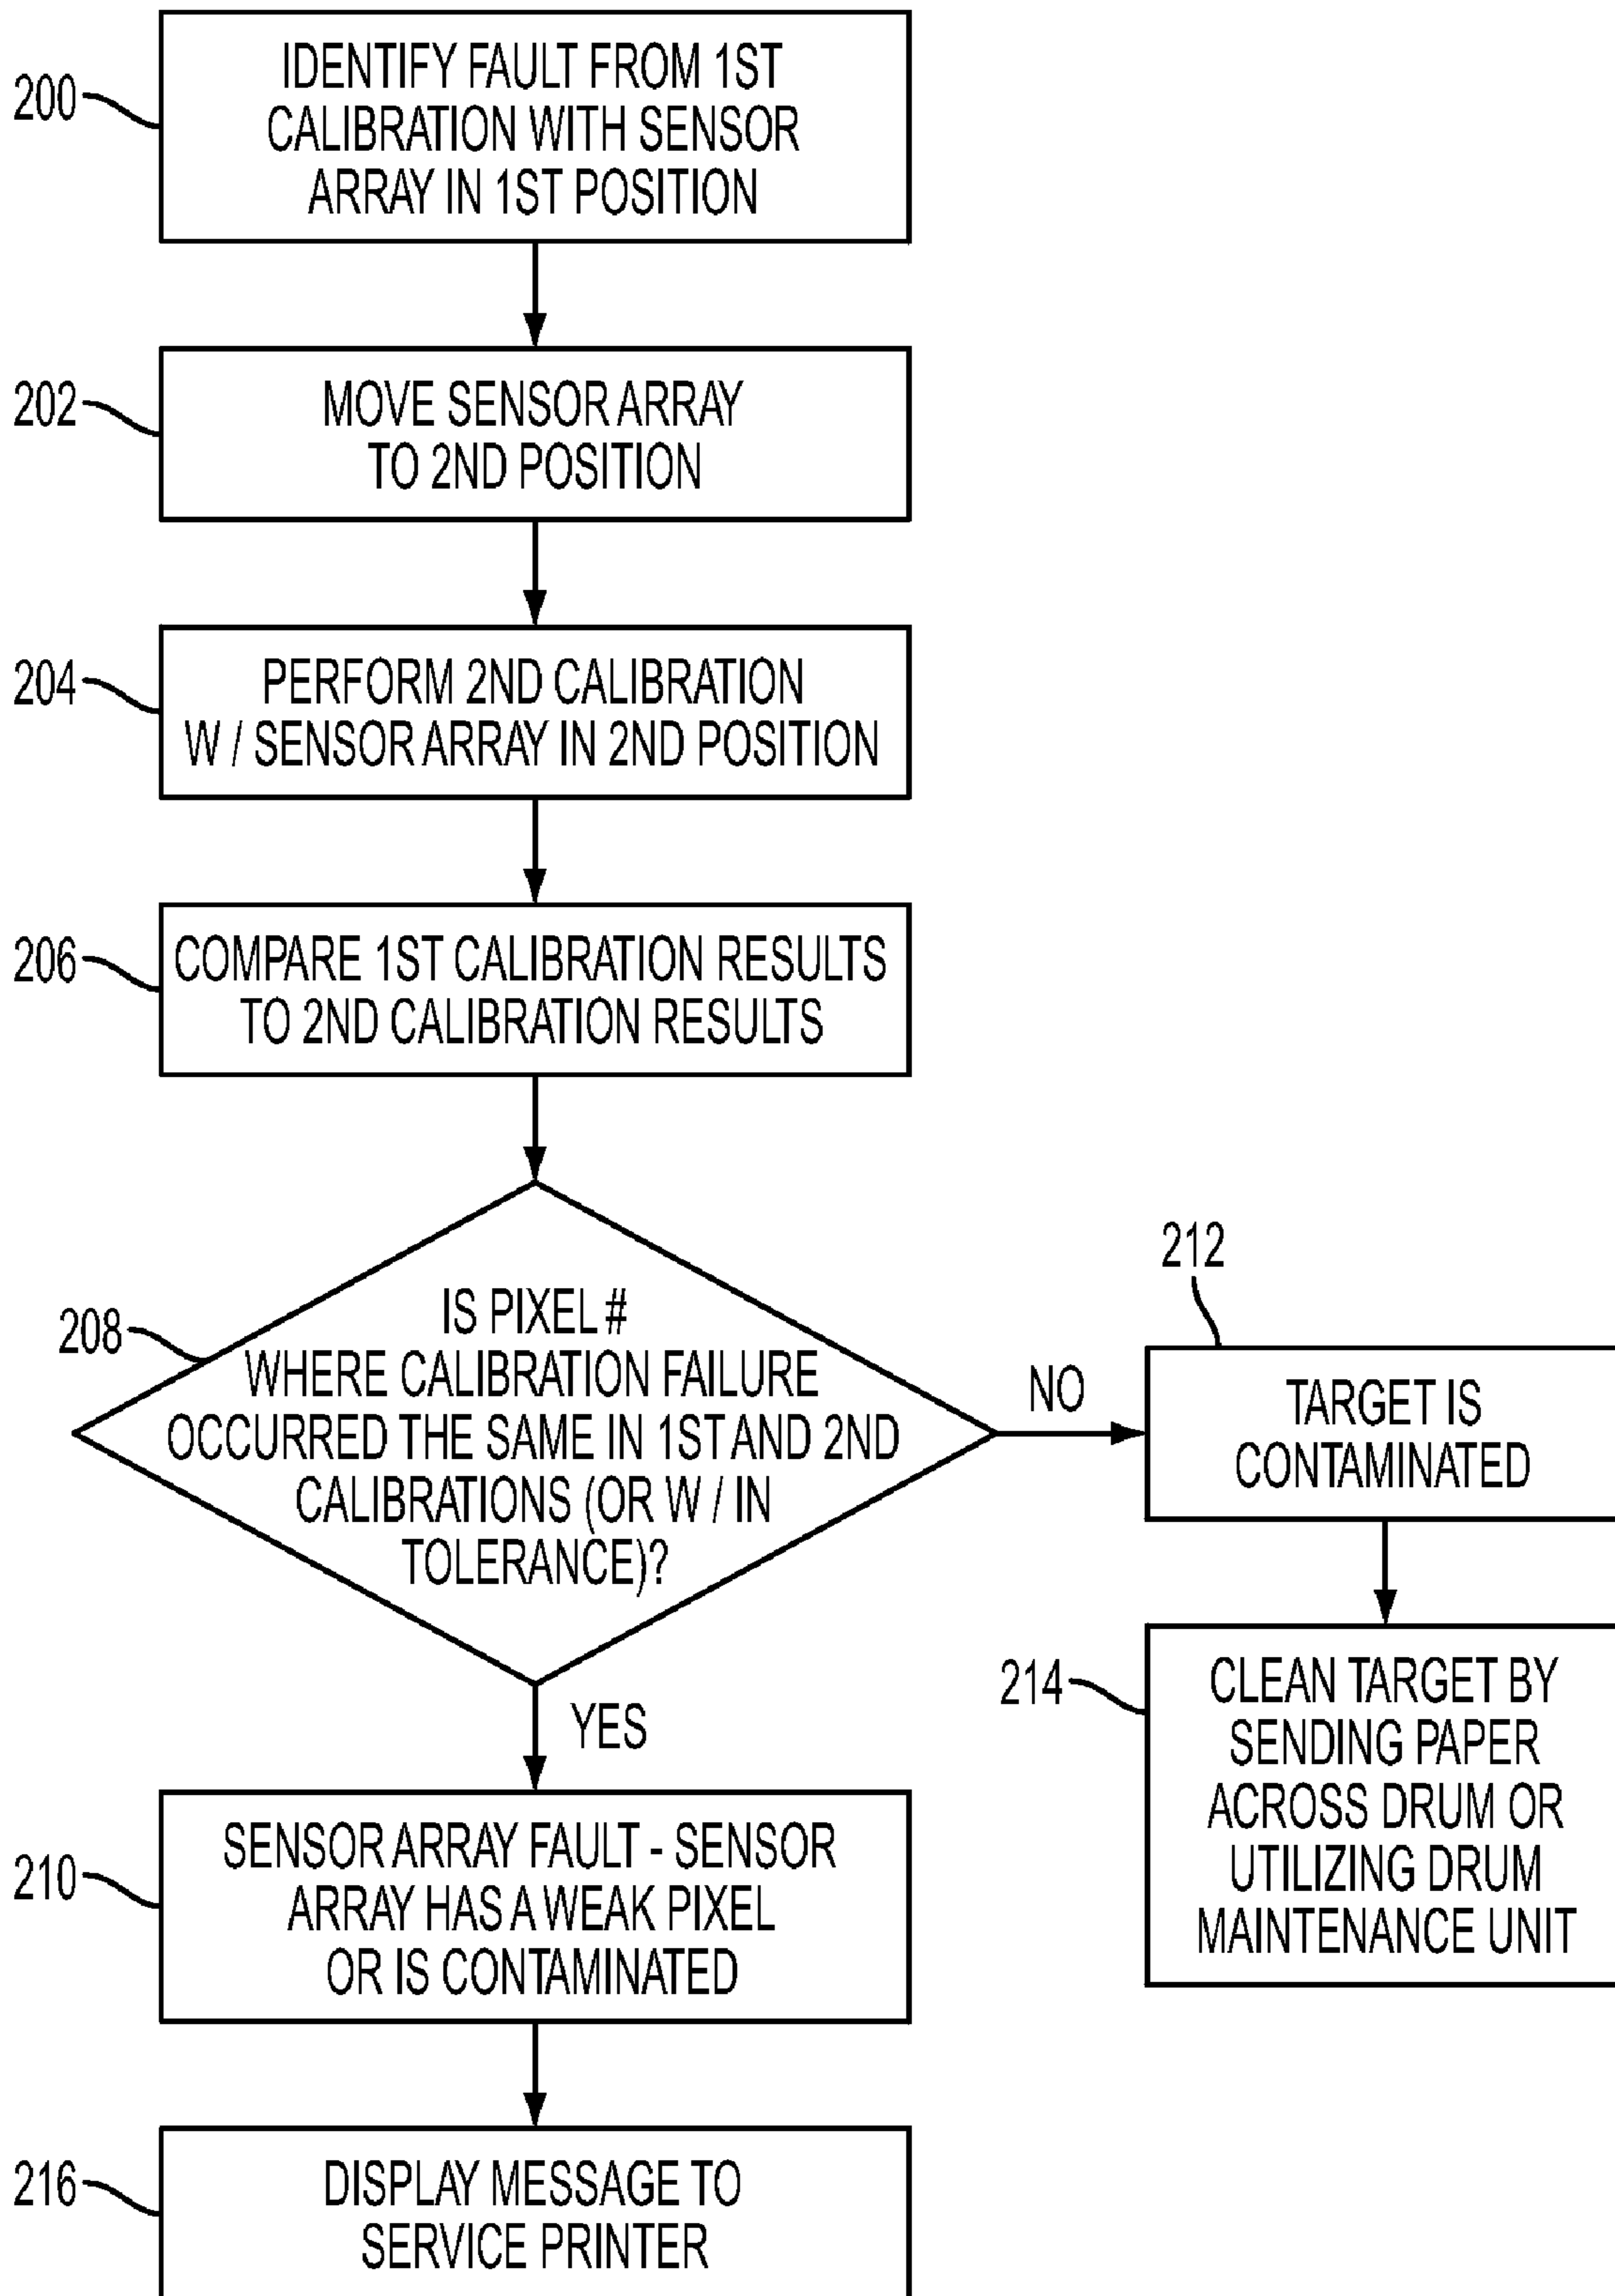 200
IDENTIFY FAULT FROM 1ST
CALIBRATION WITH SENSOR
ARRAY IN 1ST POSITION
202
MOVE SENSOR ARRAY
TO 2ND POSITION
204
PERFORM 2ND CALIBRATION
W / SENSOR ARRAY IN 2ND POSITION
206
COMPARE 1ST CALIBRATION RESULTS
TO 2ND CALIBRATION RESULTS
208
IS PIXEL #
WHERE CALIBRATION FAILURE
OCCURRED THE SAME IN 1ST AND 2ND
CALIBRATIONS (OR W / IN
TOLERANCE)?
NO
212
TARGET IS
CONTAMINATED
214
CLEAN TARGET BY
SENDING PAPER
ACROSS DRUM OR
UTILIZING DRUM
MAINTENANCE UNIT
YES
210
SENSOR ARRAY FAULT - SENSOR
ARRAY HAS A WEAK PIXEL
OR IS CONTAMINATED
216
DISPLAY MESSAGE TO
SERVICE PRINTER